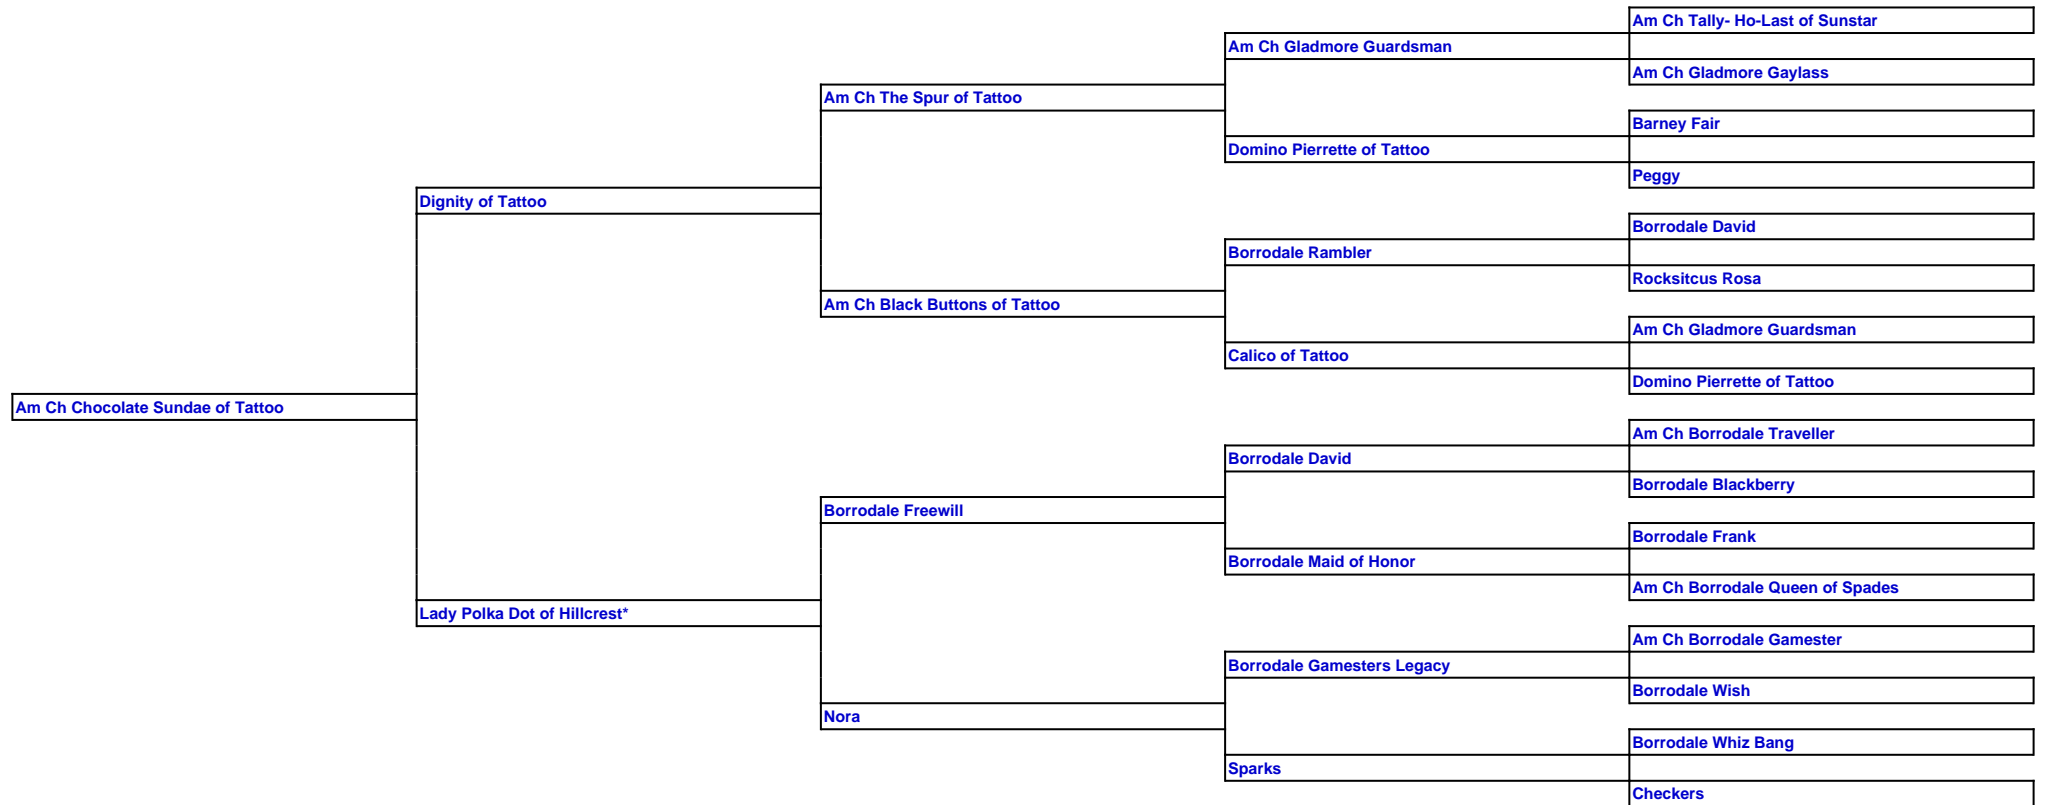 Am Ch Tally- Ho-Last of Sunstar
Am Ch Gladmore Guardsman
Am Ch Gladmore Gaylass
Am Ch The Spur of Tattoo
Barney Fair
Domino Pierrette of Tattoo
Peggy
Dignity of Tattoo
Borrodale David
Borrodale Rambler
Rocksitcus Rosa
Am Ch Black Buttons of Tattoo
Am Ch Gladmore Guardsman
Calico of Tattoo
Domino Pierrette of Tattoo
Am Ch Chocolate Sundae of Tattoo
Am Ch Borrodale Traveller
Borrodale David
Borrodale Blackberry
Borrodale Freewill
Borrodale Frank
Borrodale Maid of Honor
Am Ch Borrodale Queen of Spades
Lady Polka Dot of Hillcrest*
Am Ch Borrodale Gamester
Borrodale Gamesters Legacy
Borrodale Wish
Nora
Borrodale Whiz Bang
Sparks
Checkers